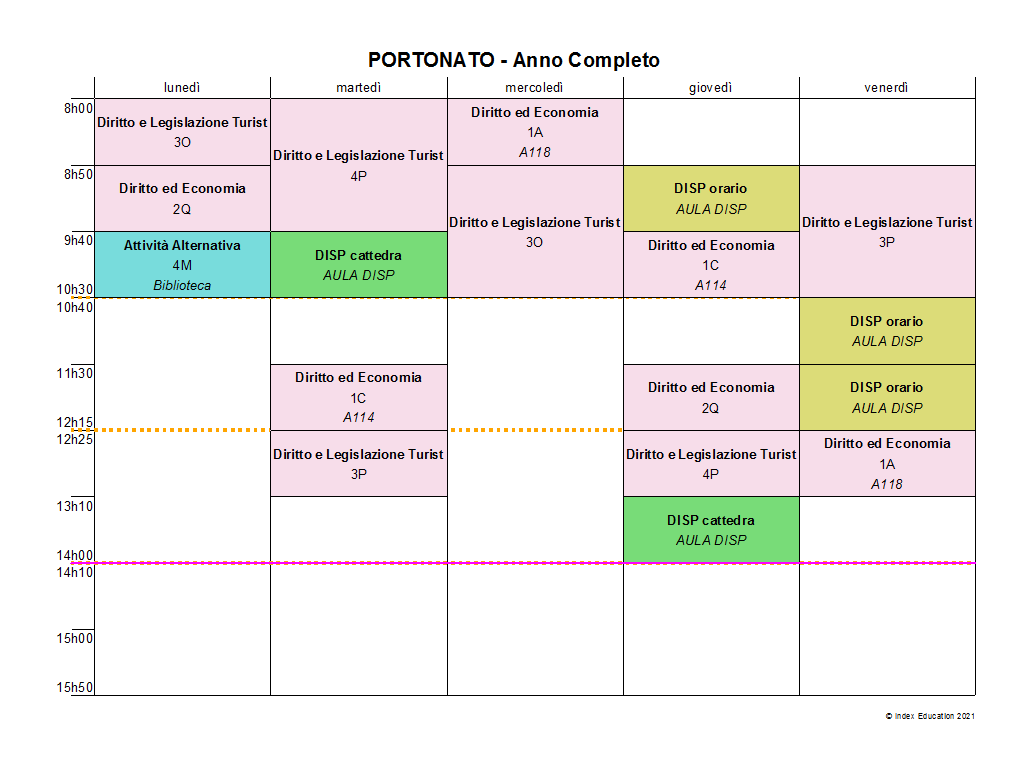 PORTONATO - Anno Completo
lunedì
martedì
mercoledì
giovedì
venerdì
8h00
8h50
9h40
10h30
10h40
11h30
12h15
12h25
13h10
14h00
14h10
15h00
15h50
Diritto e Legislazione Turist
3O
Diritto ed Economia
2Q
Attività Alternativa
4M
Biblioteca
Diritto e Legislazione Turist
4P
DISP cattedra
AULA DISP
Diritto ed Economia
1C
A114
Diritto e Legislazione Turist
3P
Diritto ed Economia
1A
A118
Diritto e Legislazione Turist
3O
DISP orario
AULA DISP
Diritto ed Economia
1C
A114
Diritto ed Economia
2Q
Diritto e Legislazione Turist
4P
DISP cattedra
AULA DISP
Diritto e Legislazione Turist
3P
DISP orario
AULA DISP
DISP orario
AULA DISP
Diritto ed Economia
1A
A118
© Index Education 2021